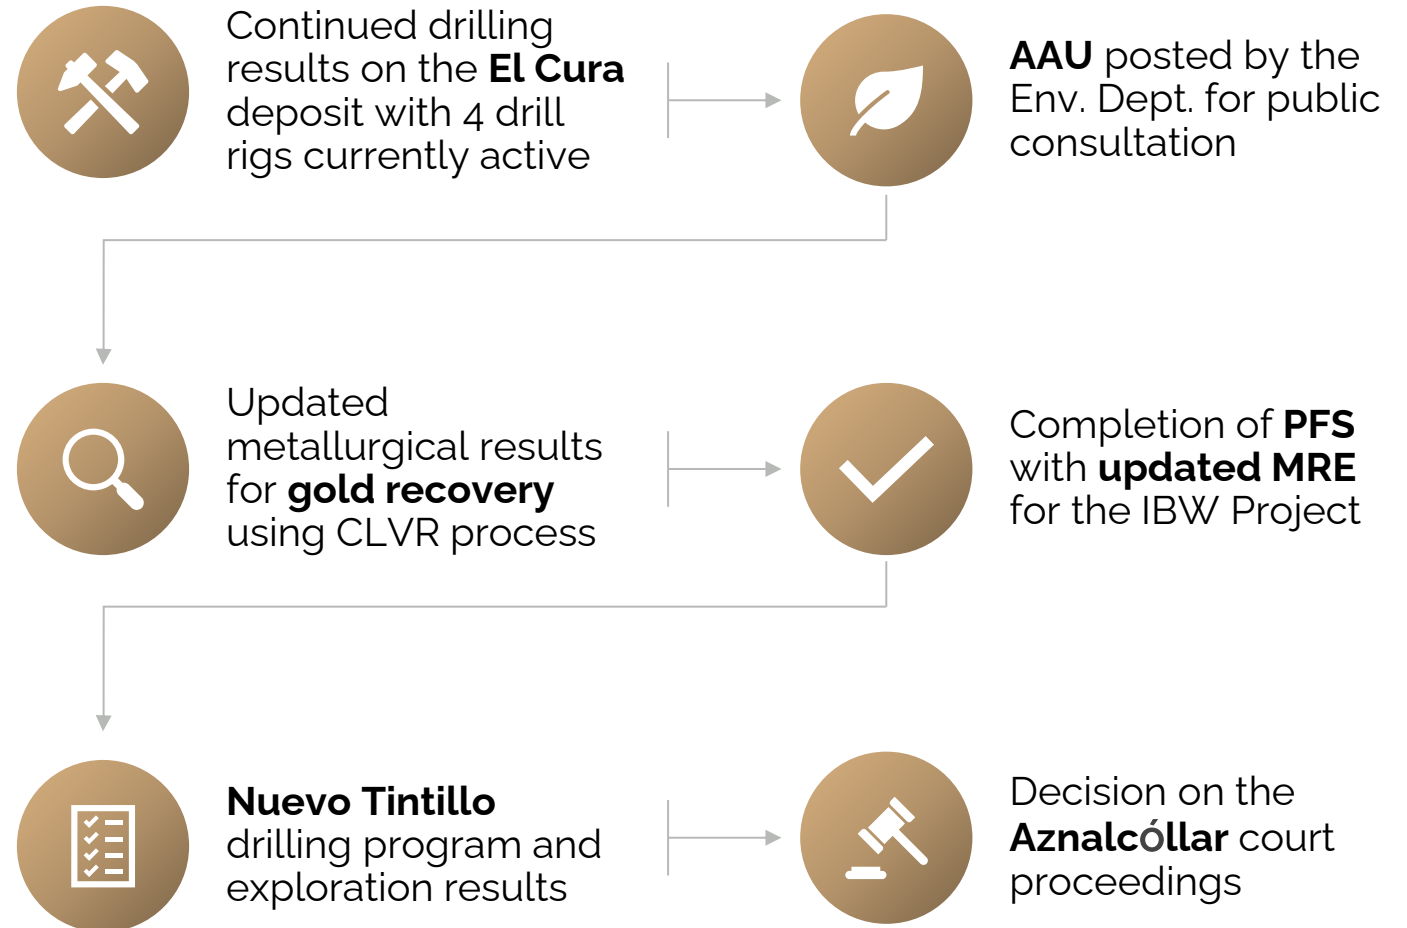 Continued drilling
results on the El Cura
deposit with 4 drill
rigs currently active
AAU posted by the
Env. Dept. for public
consultation
Updated
metallurgical results
for gold recovery
using CLVR process
Completion of PFS
with updated MRE
for the IBW Project
Nuevo Tintillo
drilling program and
exploration results
Decision on the
Aznalcóllar court
proceedings